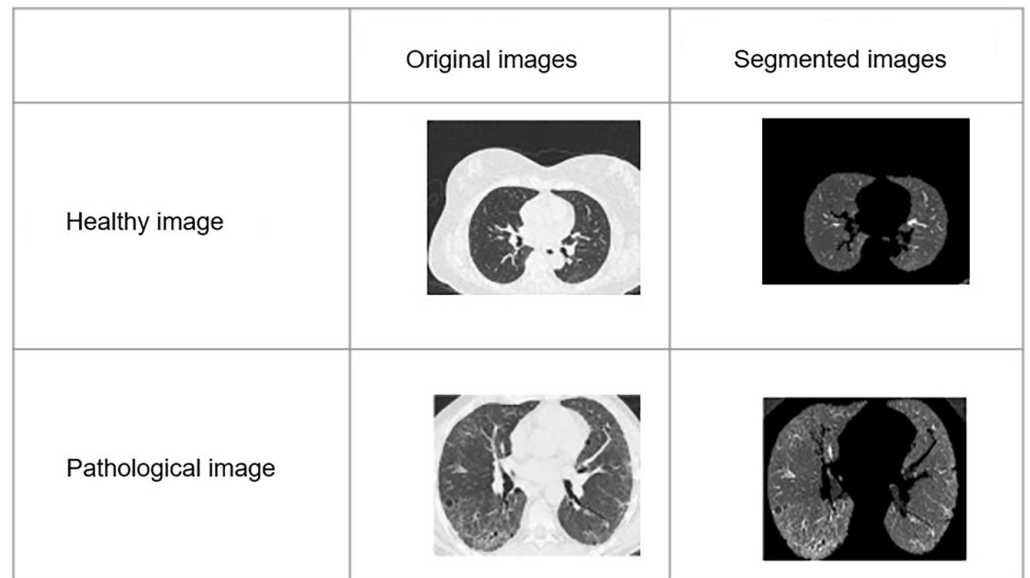 Original images
Segmented images
Healthy image
Pathological image